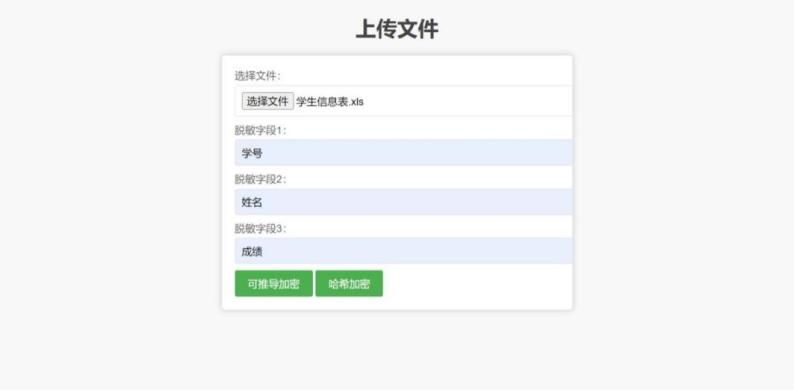 上传文件
选择文件：
选择文件 学生信息表.xls
脱敏字段1：
学号
脱敏字段2：
姓名
脱敏字段3：
成绩
可推导加密 哈希加密